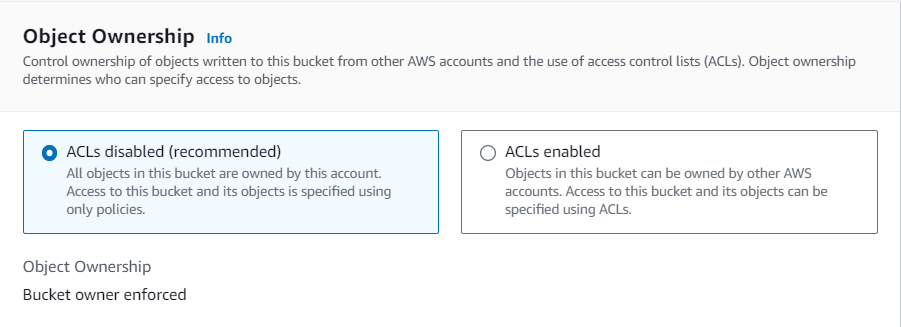 Object Ownership Info
Control ownership of objects written to this bucket from other AWS accounts and the use of access control lists (ACLs). Object ownership
determines who can specify access to objects.
ACLs disabled (recommended)
All objects in this bucket are owned by this account.
Access to this bucket and its objects is specified using
only policies.
ACLs enabled
Objects in this bucket can be owned by other AWS
accounts. Access to this bucket and its objects can be
specified using ACLs.
Object Ownership
Bucket owner enforced